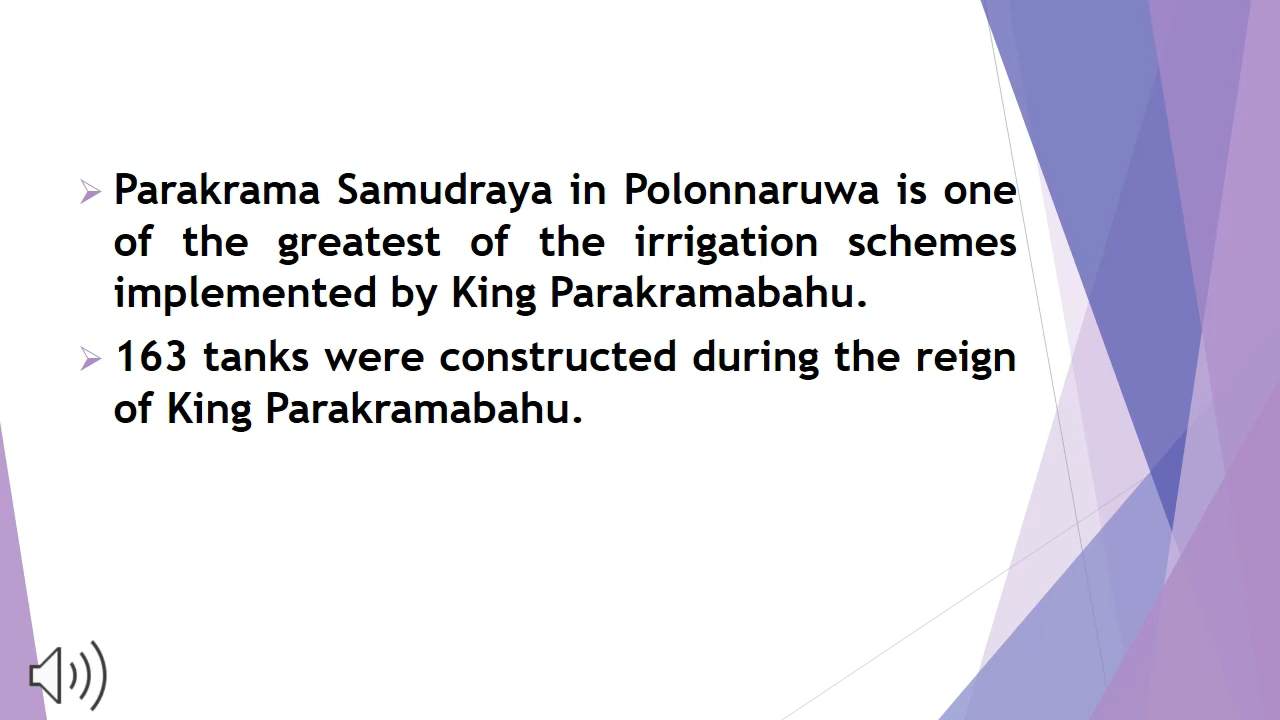 Parakrama Samudraya in Polonnaruwa is one
of the greatest of the irrigation schemes
implemented by King Parakramabahu.
163 tanks were constructed during the reign
of King Parakramabahu.